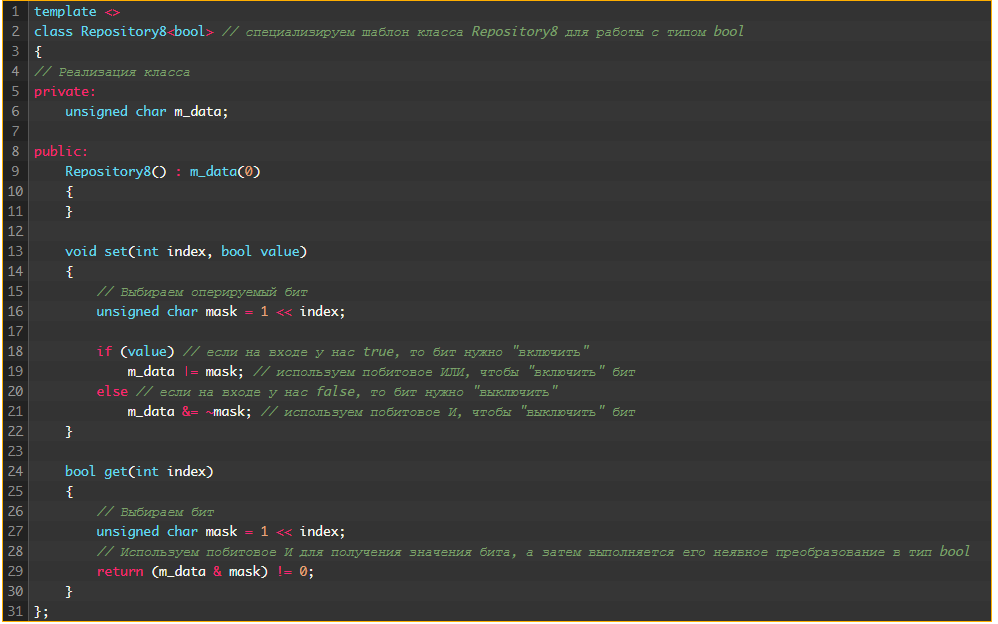 1 template <>
2 class Repository8<bool> // специализируем шаблон класса Repository8 для работы с типом bool
3 {
4 // Реализация класса
5 private:
6     unsigned char m_data;
7
8 public:
9     Repository8() : m_data(0)
10     {
11     }
12
13     void set(int index, bool value)
14     {
15         // Выбираем оперируемый бит
16         unsigned char mask = 1 << index;
17
18         if (value) // если на входе у нас true, то бит нужно "включить"
19             m_data |= mask; // используем побитовое ИЛИ, чтобы "включить" бит
20         else // если на входе у нас false, то бит нужно "выключить"
21             m_data &= ~mask; // используем побитовое И, чтобы "выключить" бит
22     }
23
24     bool get(int index)
25     {
26         // Выбираем бит
27         unsigned char mask = 1 << index;
28         // Используем побитовое И для получения значения бита, а затем выполняется его неявное преобразование в тип bool
29         return (m_data & mask) != 0;
30     }
31 };